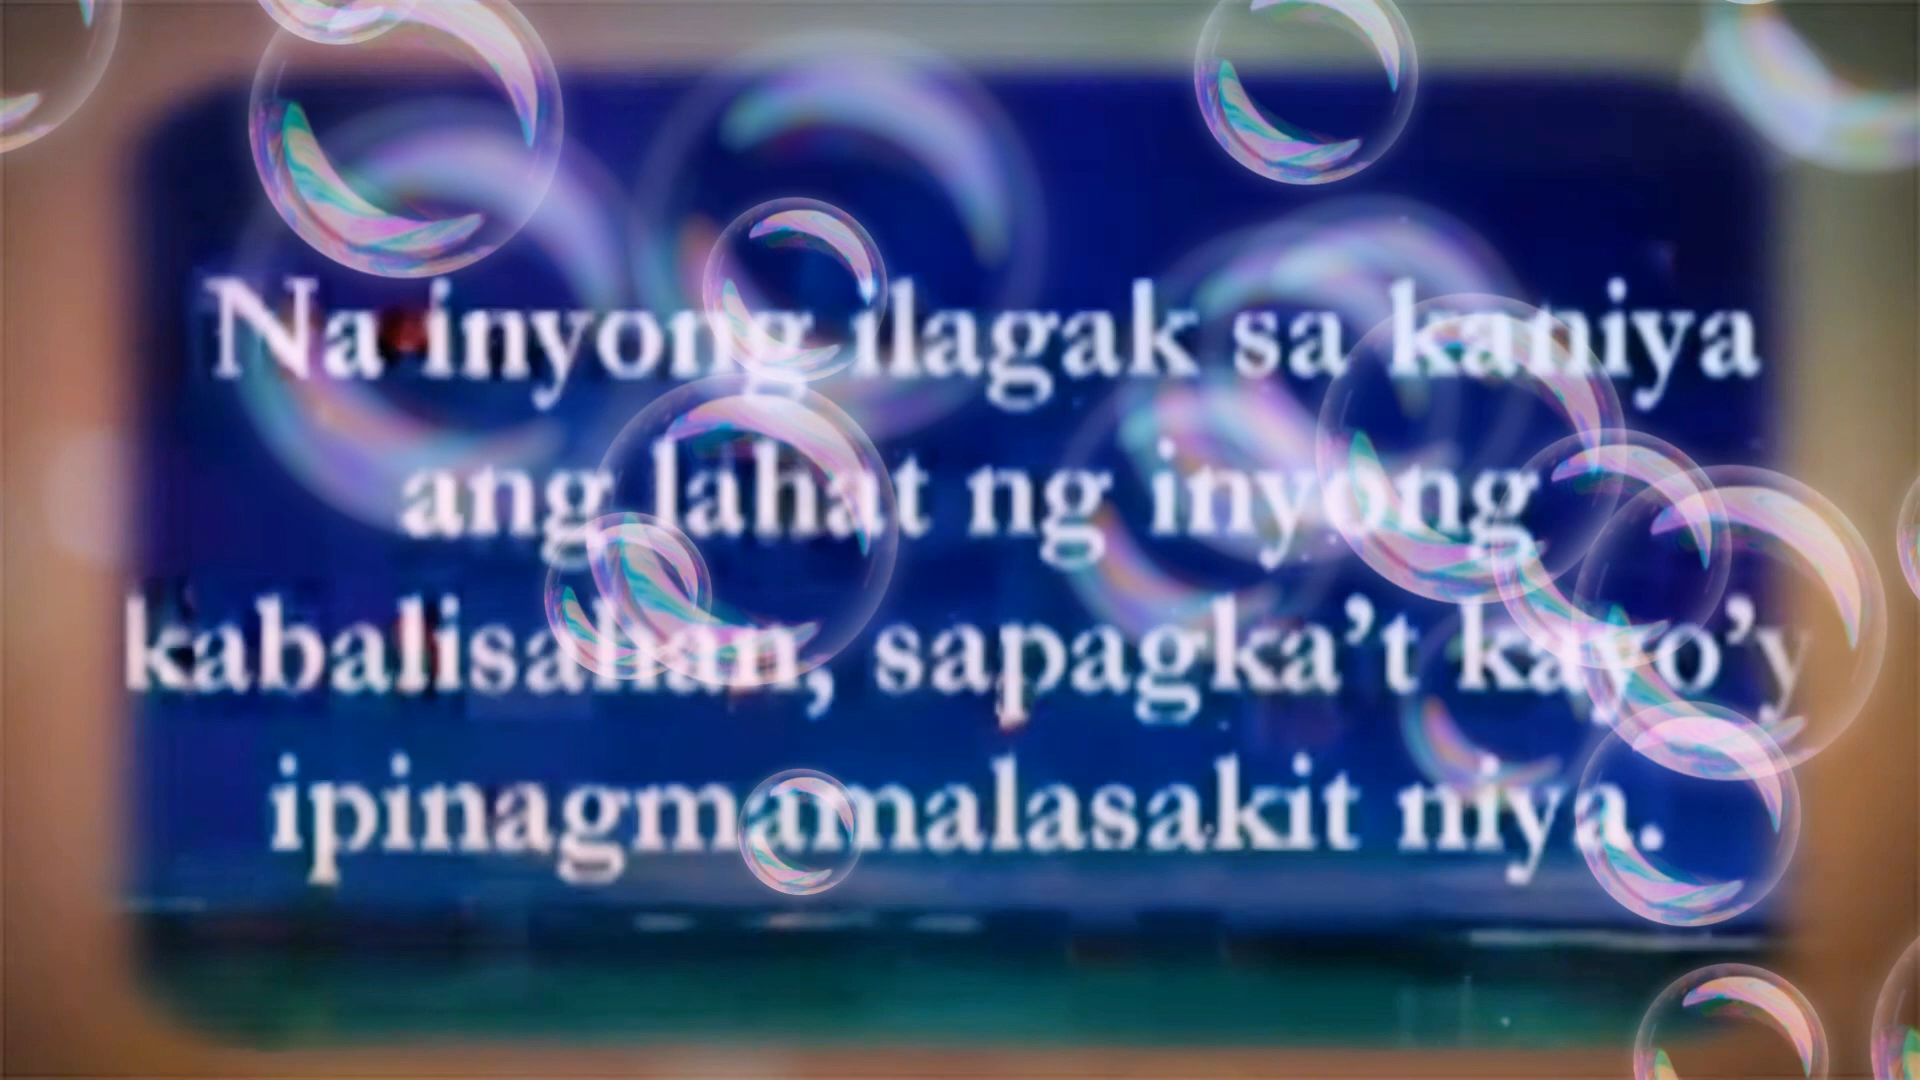 Na inyong ilagak sa kaniya
ang lahat ng inyong
kabalisahan, sapagka’t kayo’y
ipinagmamalasakit niya.